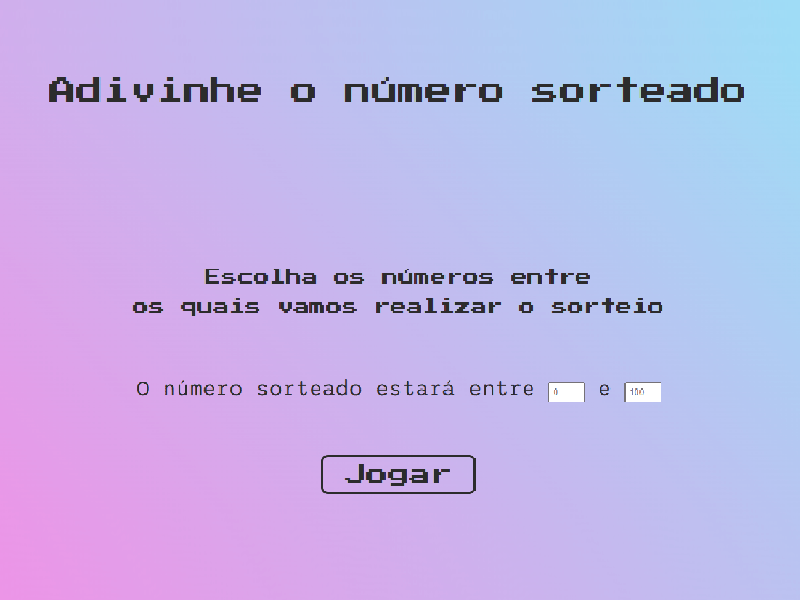 Adivinhe o número sorteado
Escolha os números entre
os quais vamos realizar o sorteio
O número sorteado estará entre 0 e 100
Jogar